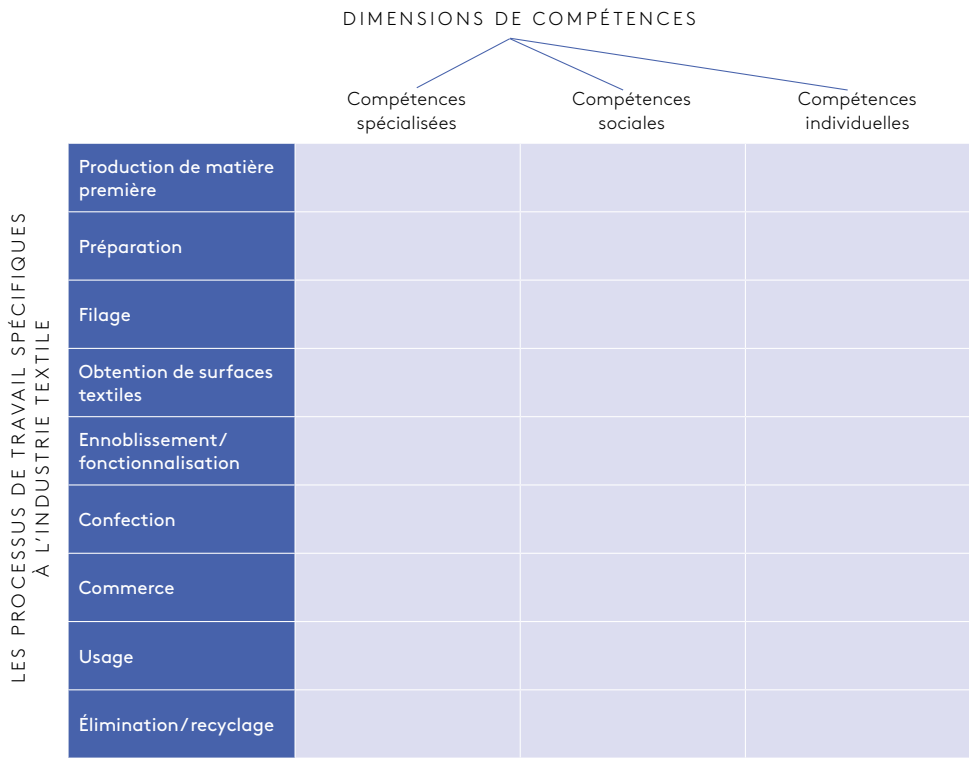 DIMENSIONS DE COMPÉTENCES
Compétences
spécialisées
Compétences
sociales
Compétences
individuelles
LES PROCESSUS DE TRAVAIL SPÉCIFIQUES
À L'INDUSTRIE TEXTILE
Production de matière
première
Préparation
Filage
Obtention de surfaces
textiles
Ennoblissement/
fonctionnalisation
Confection
Commerce
Usage
Élimination/recyclage